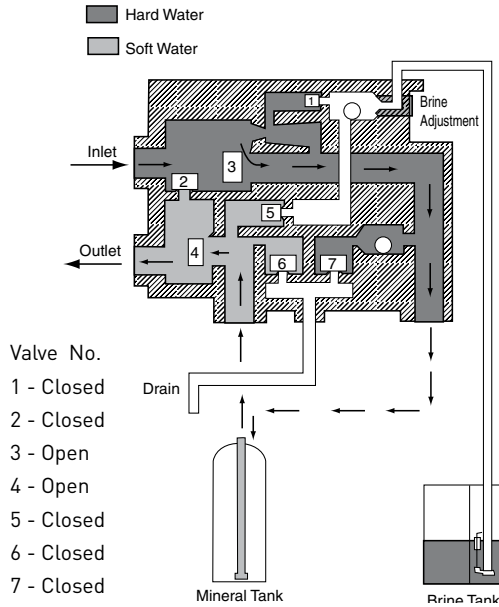 Hard Water
Soft Water
1
Brine
Adjustment
Inlet
3
2
5
Outlet
4
6
7
Valve No.
1 - Closed
2 - Closed
3 - Open
4 - Open
5 - Closed
6 - Closed
7 - Closed
Drain
Mineral Tank
Brine Tank